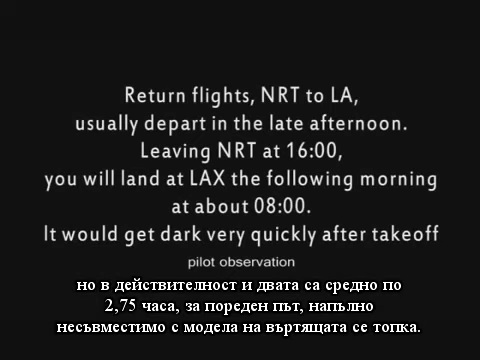 Return flights, NRT to LA,
usually depart in the late afternoon.
Leaving NRT at 16:00,
you will land at LAX the following morning
at about 08:00.
It would get dark very quickly after takeoff
pilot observation
но в действителност и двата са средно по
2,75 часа, за пореден път, напълно
несъвместимо с модела на въртящата се топка.